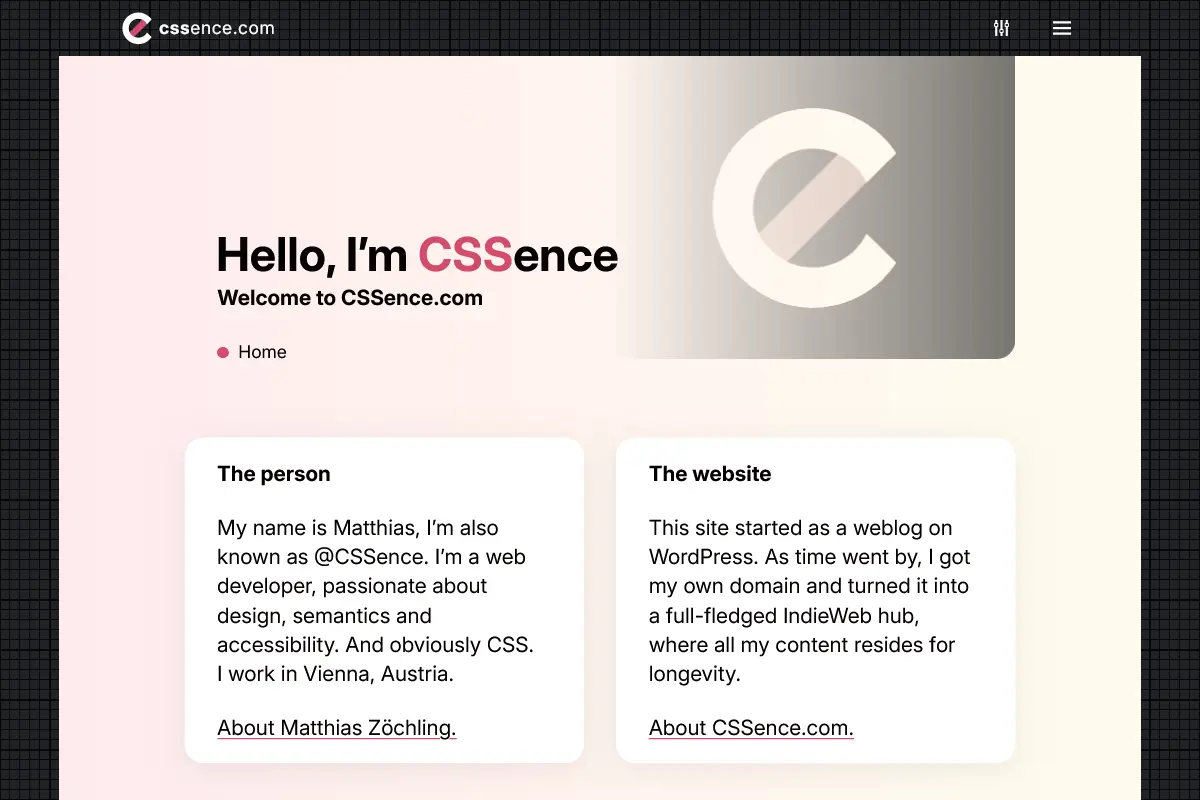 cssence.com
Hello, I’m CSSence
Welcome to CSSence.com
Home
The person
My name is Matthias, I’m also
known as @CSSence. I’m a web
developer, passionate about
design, semantics and
accessibility. And obviously CSS.
I work in Vienna, Austria.
About Matthias Zöchling.
The website
This site started as a weblog on
WordPress. As time went by, I got
my own domain and turned it into
a full-fledged IndieWeb hub,
where all my content resides for
longevity.
About CSSence.com.